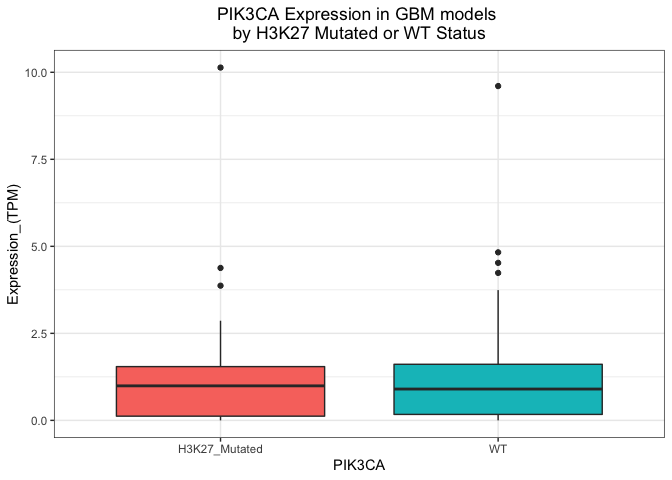 PIK3CA Expression in GBM models
by H3K27 Mutated or WT Status
Expression_(TPM)
10.0
7.5
5.0
2.5
0.0
H3K27_Mutated
WT
PIK3CA